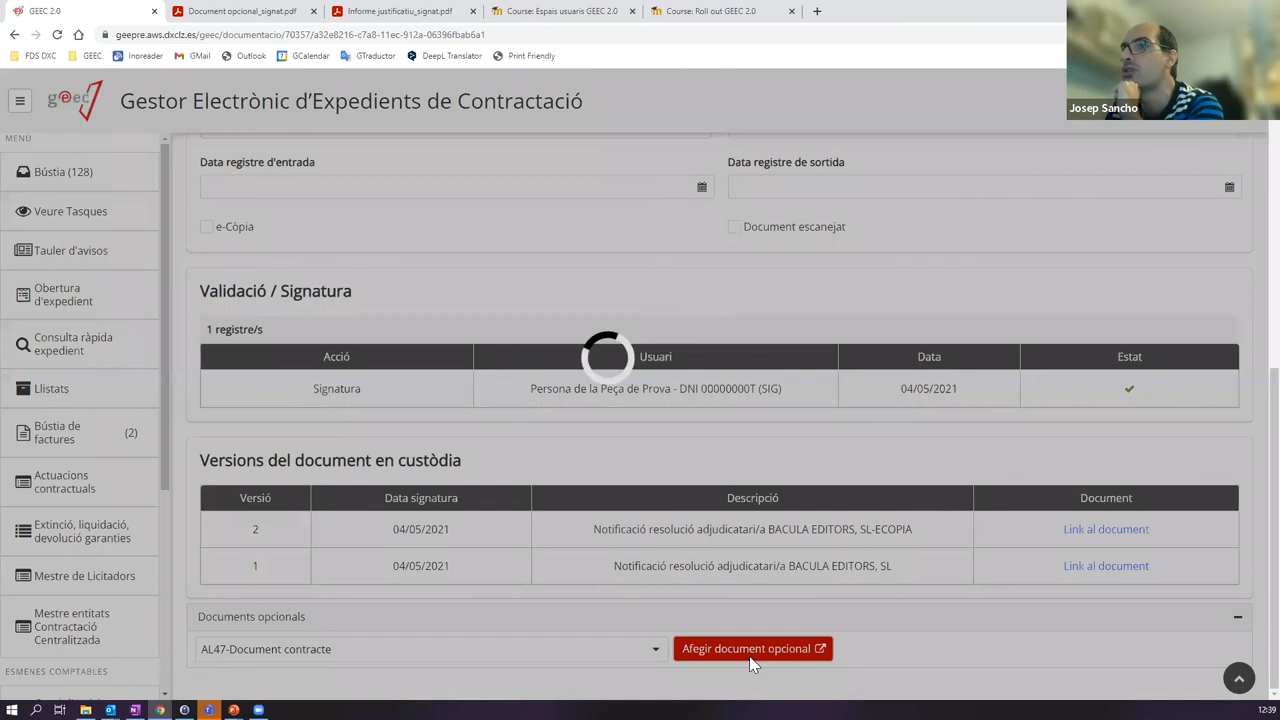 GEEC 2.0
Document opcional_signat.pdf
Informe justificatiu_signat.pdf
Course: Espais usuaris GEEC 2.0
Course: Roll out GEEC 2.0
geepre.aws.dxclz.es/geec/documentacio/70357/a32e8216-c7a8-11ec-912a-06396fbab6a1
FDS DXC
GEEC
Inoreader
GMail
Outlook
GCalendar
GTraductor
DeepL Translator
Print Friendly
Josep Sancho
geec
Gestor Electrònic d'Expedients de Contractació
MENÚ
Bústia (128)
Veure Tasques
Tauler d'avisos
Obertura
d'expedient
Consulta ràpida
expedient
Llistats
Bústia de
factures
(2)
Actuacions
contractuals
Extinció, liquidació,
devolució garanties
Mestre de Licitadors
Mestre entitats
Contractació
Centralitzada
ESMENES COMPTABLES
Data registre d'entrada
Data registre de sortida
e-Còpia
Document escanejat
Validació / Signatura
1 registre/s
Acció Usuari Data Estat
Signatura Persona de la Peça de Prova - DNI 00000000T (SIG) 04/05/2021
Versions del document en custòdia
Versió Data signatura Descripció Document
2 04/05/2021 Notificació resolució adjudicatari/a BACULA EDITORS, SL-ECOPIA Link al document
1 04/05/2021 Notificació resolució adjudicatari/a BACULA EDITORS, SL Link al document
Documents opcionals
AL47-Document contracte
Afegir document opcional
12:39